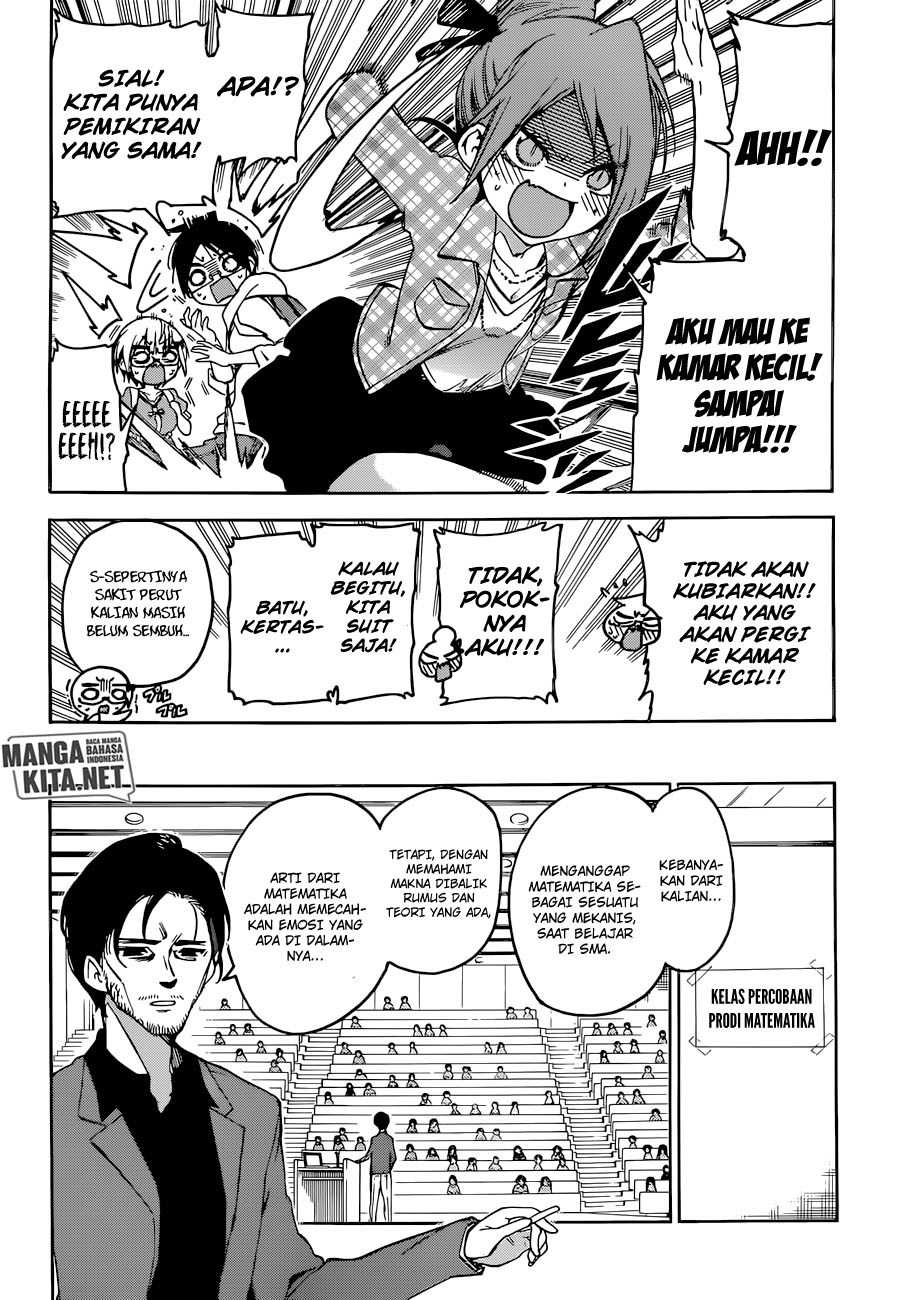 AHH!!
AKU MAU KE
KAMAR KECIL!
SAMPAI
JUMPA!!!
APA!?
SIAL!
KITA PUNYA
PEMIKIRAN
YANG SAMA!
EEEEE
EEEH!?
TIDAK AKAN
KUBIARKAN!!
AKU YANG
AKAN PERGI
KE KAMAR
KECIL!!
TIDAK,
POKOK-
NYA
AKU!!!
KALAU
BEGITU,
KITA
SUIT
SAJA!
BATU,
KERTAS-
...
S-SEPERTINYA
SAKIT PERUT
KALIAN MASIH
BELUM SEMBUH...
MANGA
KITA.NET
BACA MANGA
BAHASA
INDONESIA
KELAS PERCOBAAN
PRODI MATEMATIKA
KEBANYA-
KAN DARI
KALIAN...
MENGANGGAP
MATEMATIKA SE-
BAGAI SESUATU
YANG MEKANIS,
SAAT BELAJAR
DI SMA.
TETAPI, DENGAN
MEMAHAMI
MAKNA DIBALIK
RUMUS DAN
TEORI YANG ADA,
ARTI DARI
MATEMATIKA
ADALAH MEMECAH-
KAN EMOSI YANG
ADA DI DALAM-
NYA...